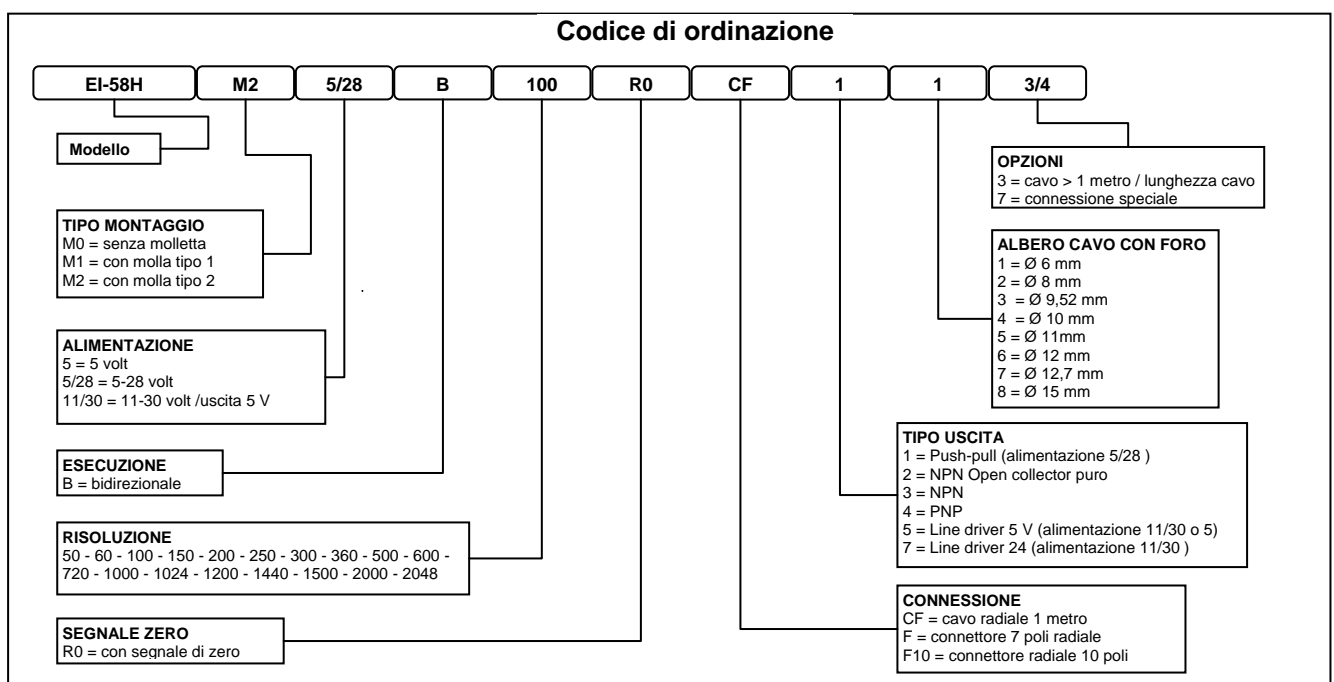 Codice di ordinazione
EI-58H M2 5/28 B 100 R0 CF 1 1 3/4
Modello
TIPO MONTAGGIO
M0 = senza molletta
M1 = con molla tipo 1
M2 = con molla tipo 2
ALIMENTAZIONE
5 = 5 volt
5/28 = 5-28 volt
11/30 = 11-30 volt /uscita 5 V
ESECUZIONE
B = bidirezionale
RISOLUZIONE
50 - 60 - 100 - 150 - 200 - 250 - 300 - 360 - 500 - 600 -
720 - 1000 - 1024 - 1200 - 1440 - 1500 - 2000 - 2048
SEGNALE ZERO
R0 = con segnale di zero
OPZIONI
3 = cavo > 1 metro / lunghezza cavo
7 = connessione speciale
ALBERO CAVO CON FORO
1 = Ø 6 mm
2 = Ø 8 mm
3 = Ø 9,52 mm
4 = Ø 10 mm
5 = Ø 11mm
6 = Ø 12 mm
7 = Ø 12,7 mm
8 = Ø 15 mm
TIPO USCITA
1 = Push-pull (alimentazione 5/28 )
2 = NPN Open collector puro
3 = NPN
4 = PNP
5 = Line driver 5 V (alimentazione 11/30 o 5)
7 = Line driver 24 (alimentazione 11/30 )
CONNESSIONE
CF = cavo radiale 1 metro
F = connettore 7 poli radiale
F10 = connettore radiale 10 poli